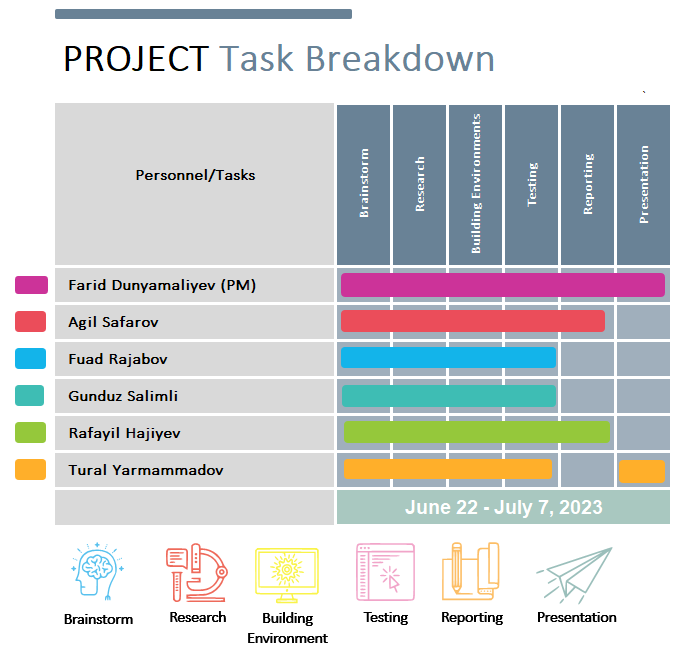 PROJECT Task Breakdown
Personnel/Tasks
Brainstorm
Research
Building Environments
Testing
Reporting
Presentation
Farid Dunyamaliyev (PM)
Agil Safarov
Fuad Rajabov
Gunduz Salimli
Rafayil Hajiyev
Tural Yarmammadov
June 22 - July 7, 2023
Brainstorm
Research
Building
Environment
Testing
Reporting
Presentation